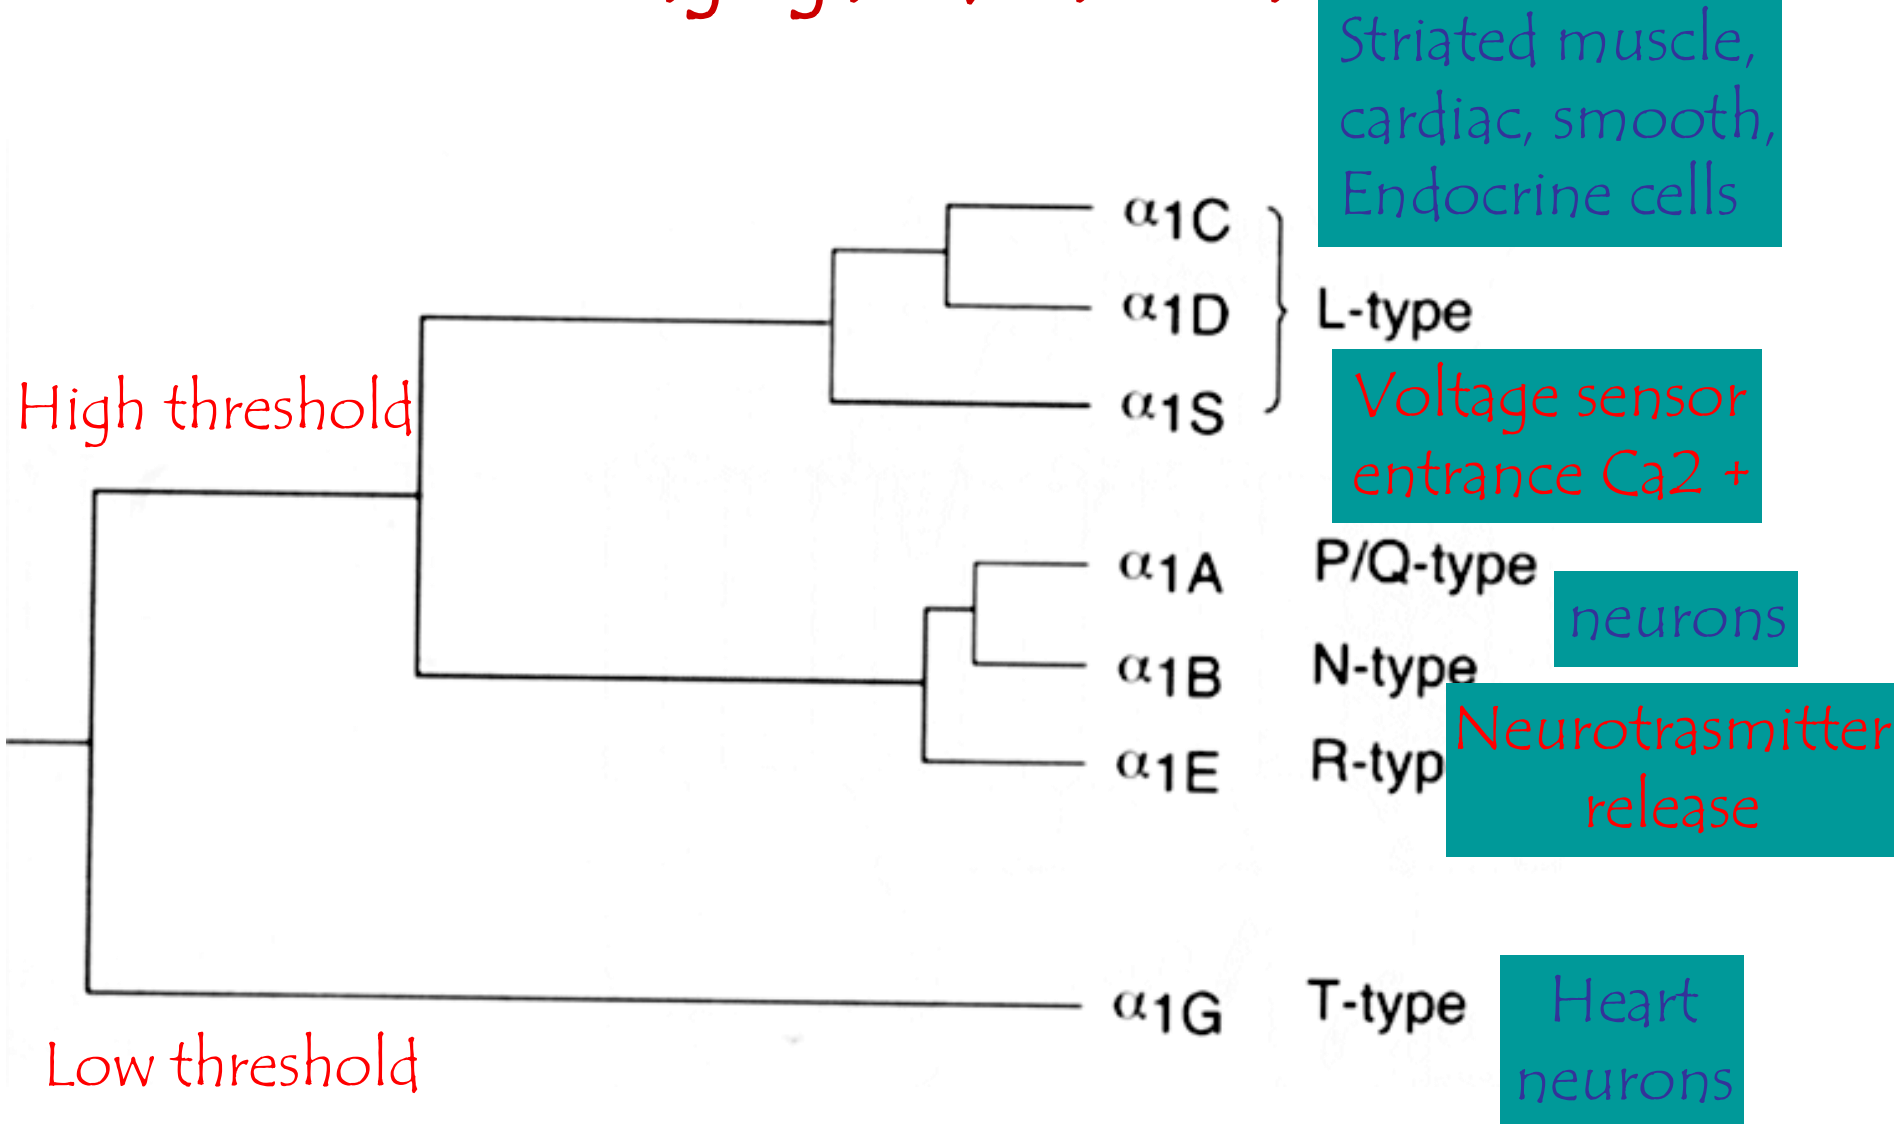 Striated muscle,
cardiac, smooth,
Endocrine cells
α1C
α1D
L-type
α1S
High threshold
Voltage sensor
entrance Ca2 +
α1A
P/Q-type
neurons
α1B
N-type
Neurotrasmitter
release
α1E
R-typ
α1G
T-type
Heart
neurons
Low threshold